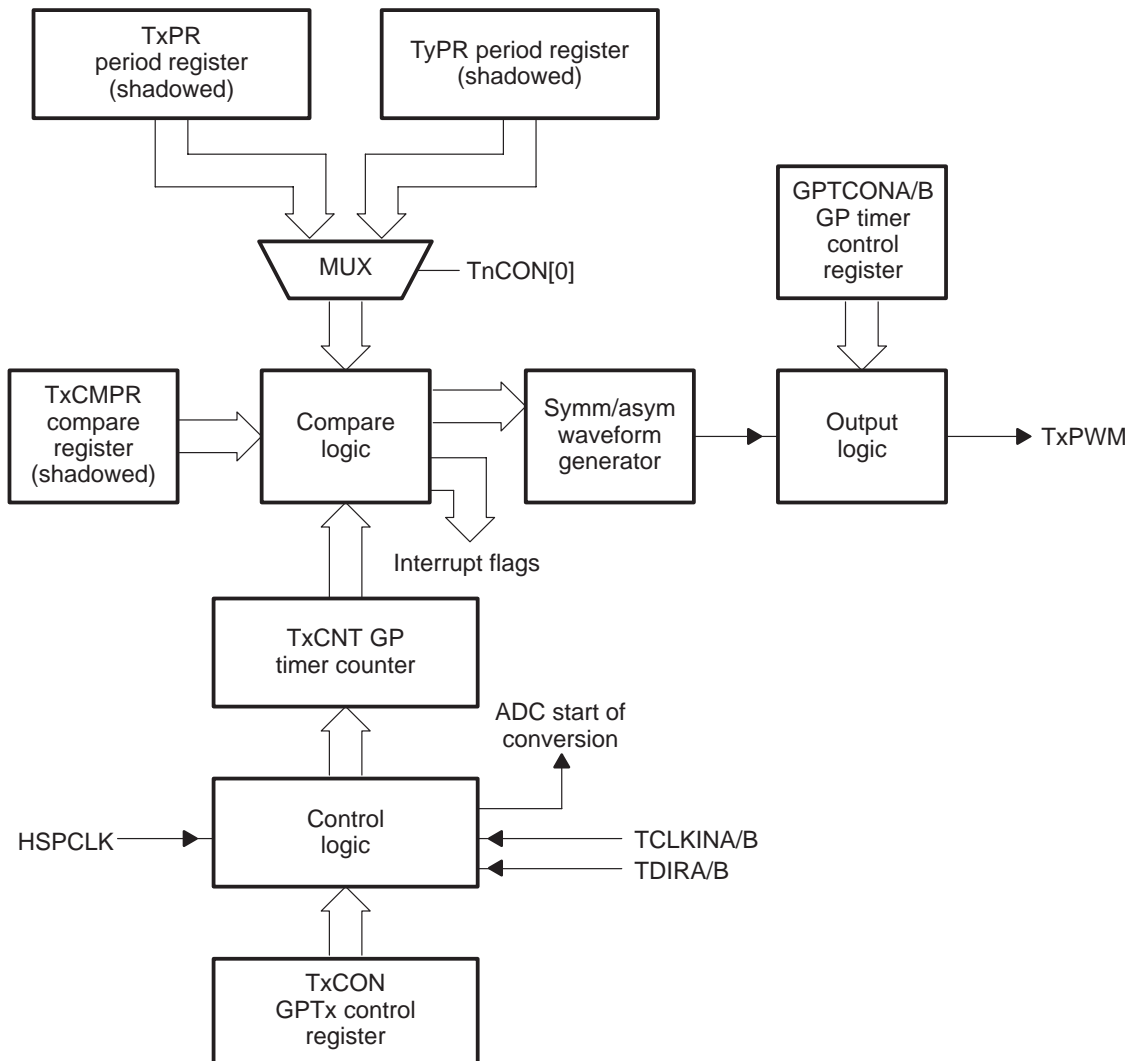 TxPR
period register
(shadowed)
TyPR period register
(shadowed)
GPTCONA/B
GP timer
control
register
MUX
TnCON[0]
TxCMPR
compare
register
(shadowed)
Compare
logic
Symm/asym
waveform
generator
Output
logic
TxPWM
Interrupt flags
TxCNT GP
timer counter
ADC start of
conversion
HSPCLK
Control
logic
TCLKINA/B
TDIRA/B
TxCON
GPTx control
register